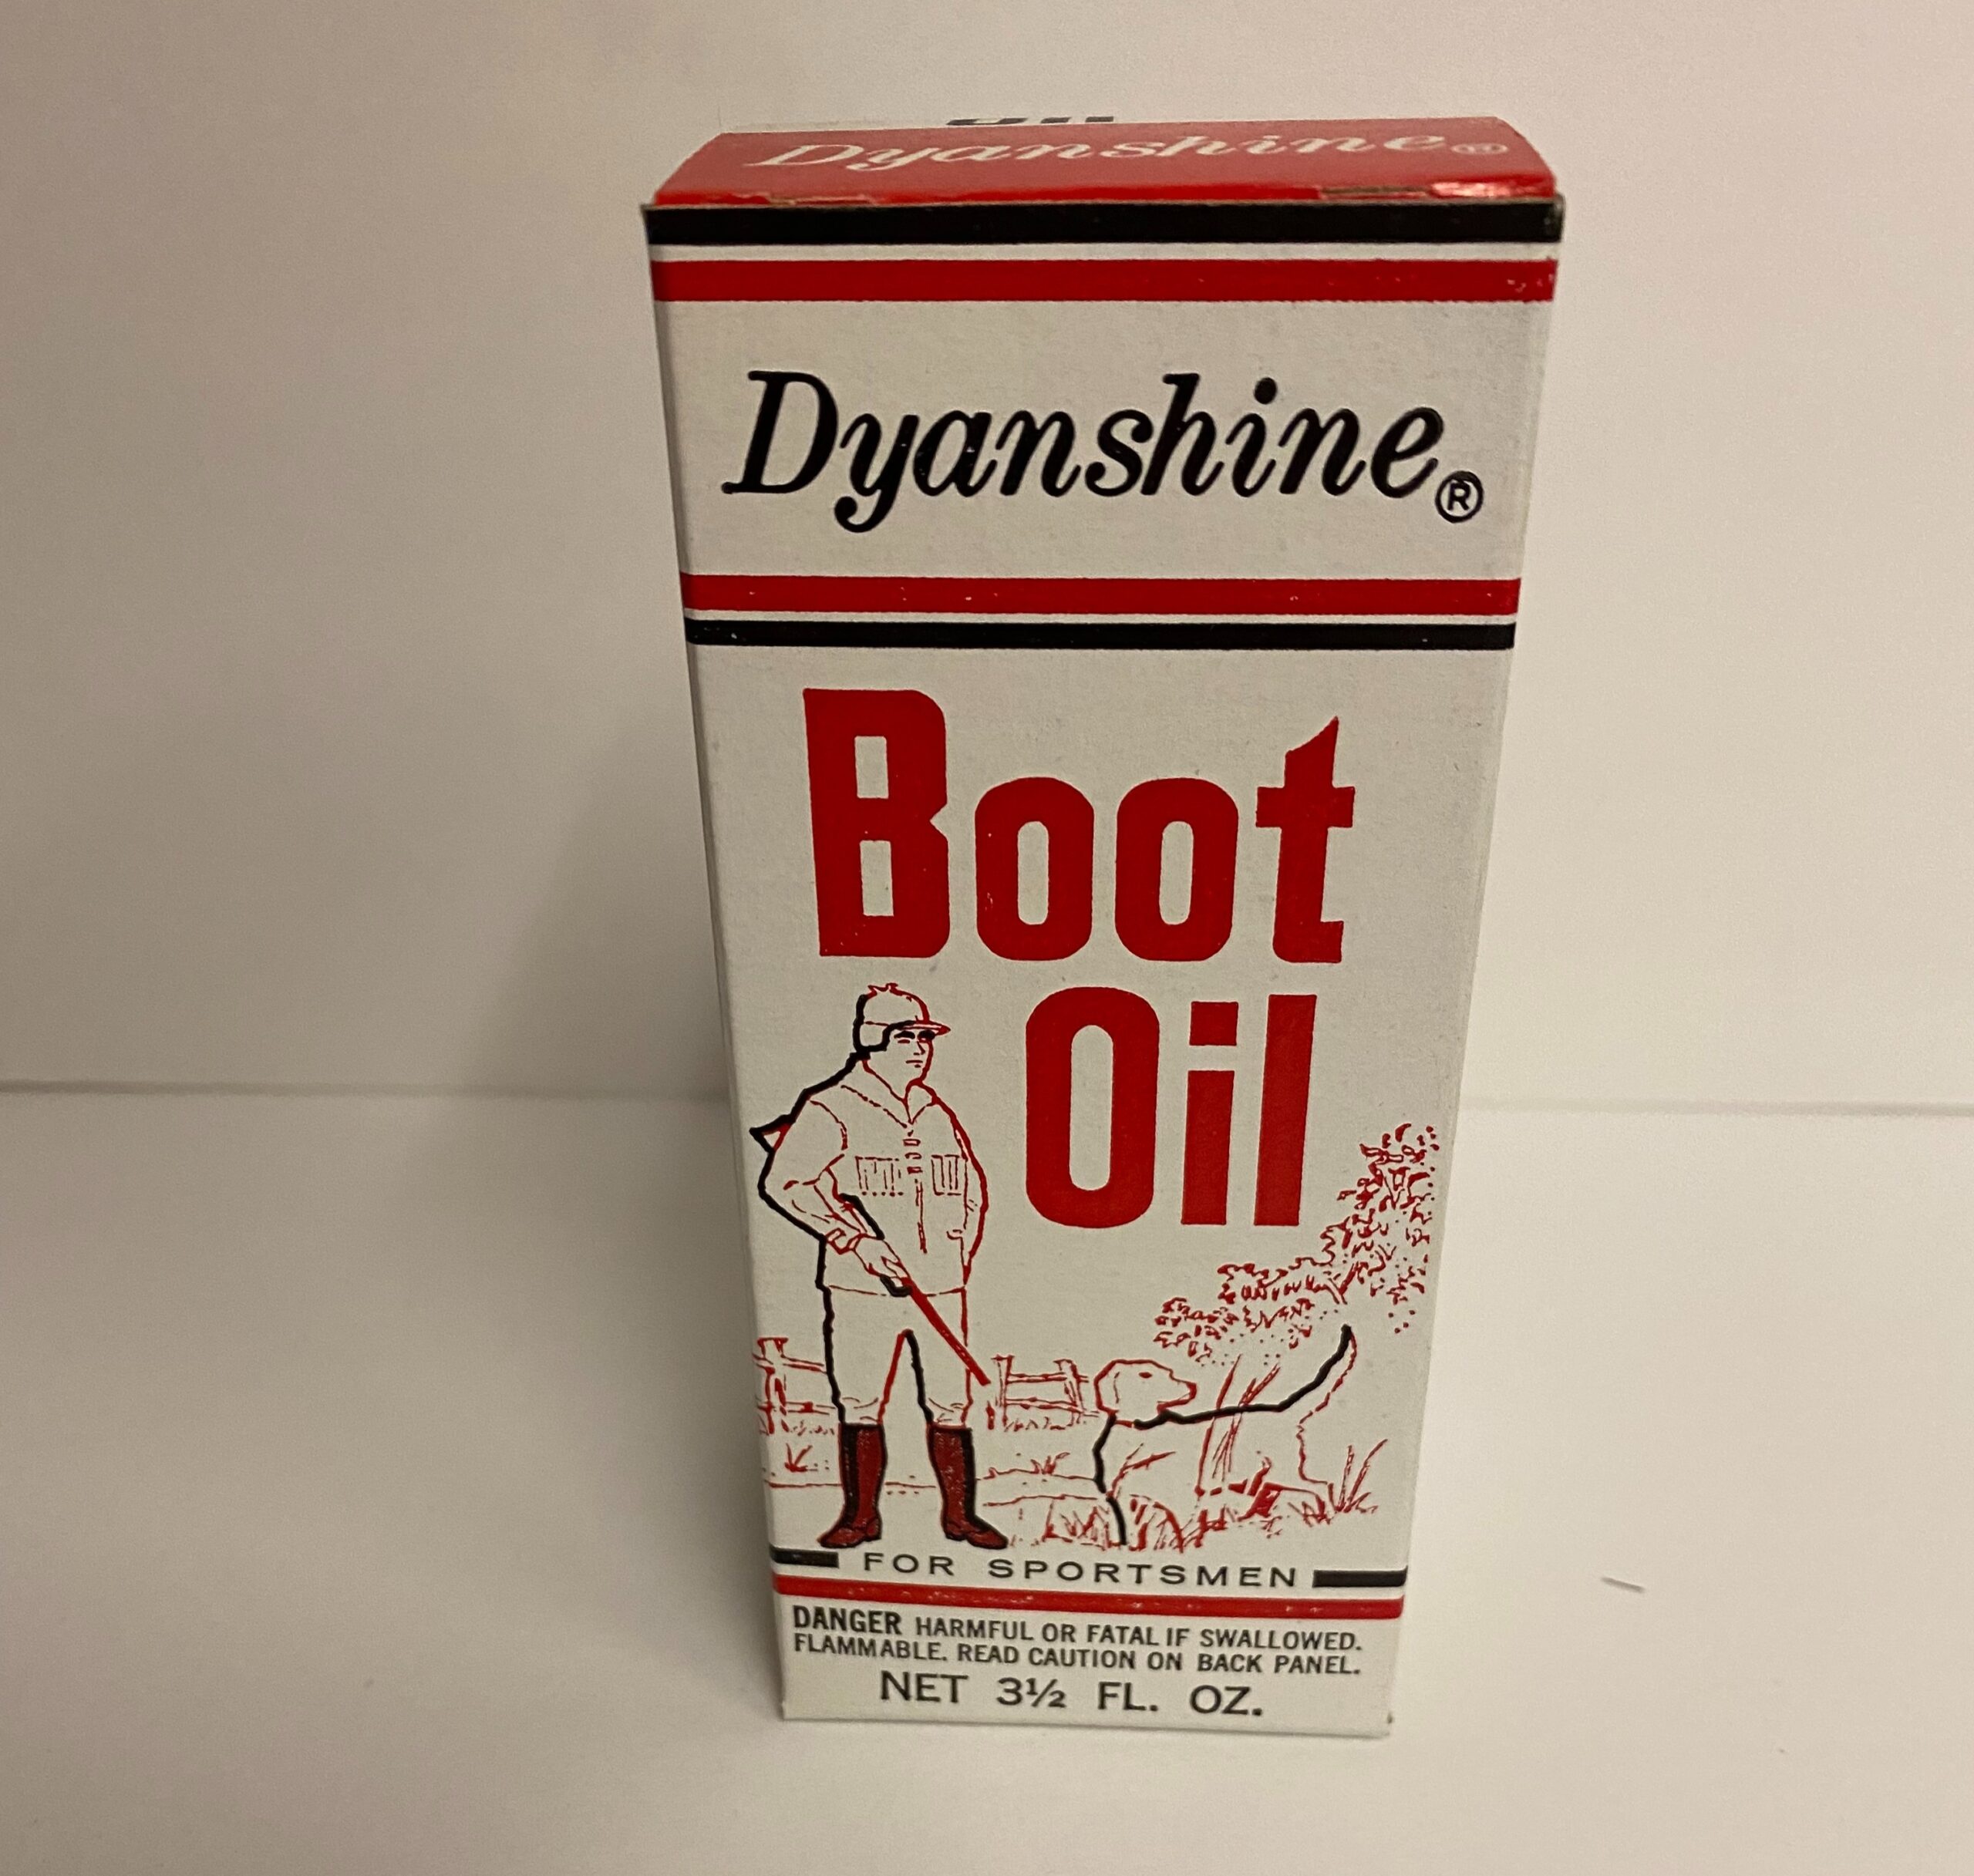 Dyanshine
Dyanshine®
Boot
Oil
FOR SPORTSMEN
DANGER HARMFUL OR FATAL IF SWALLOWED.
FLAMMABLE. READ CAUTION ON BACK PANEL.
NET 3½ FL. OZ.